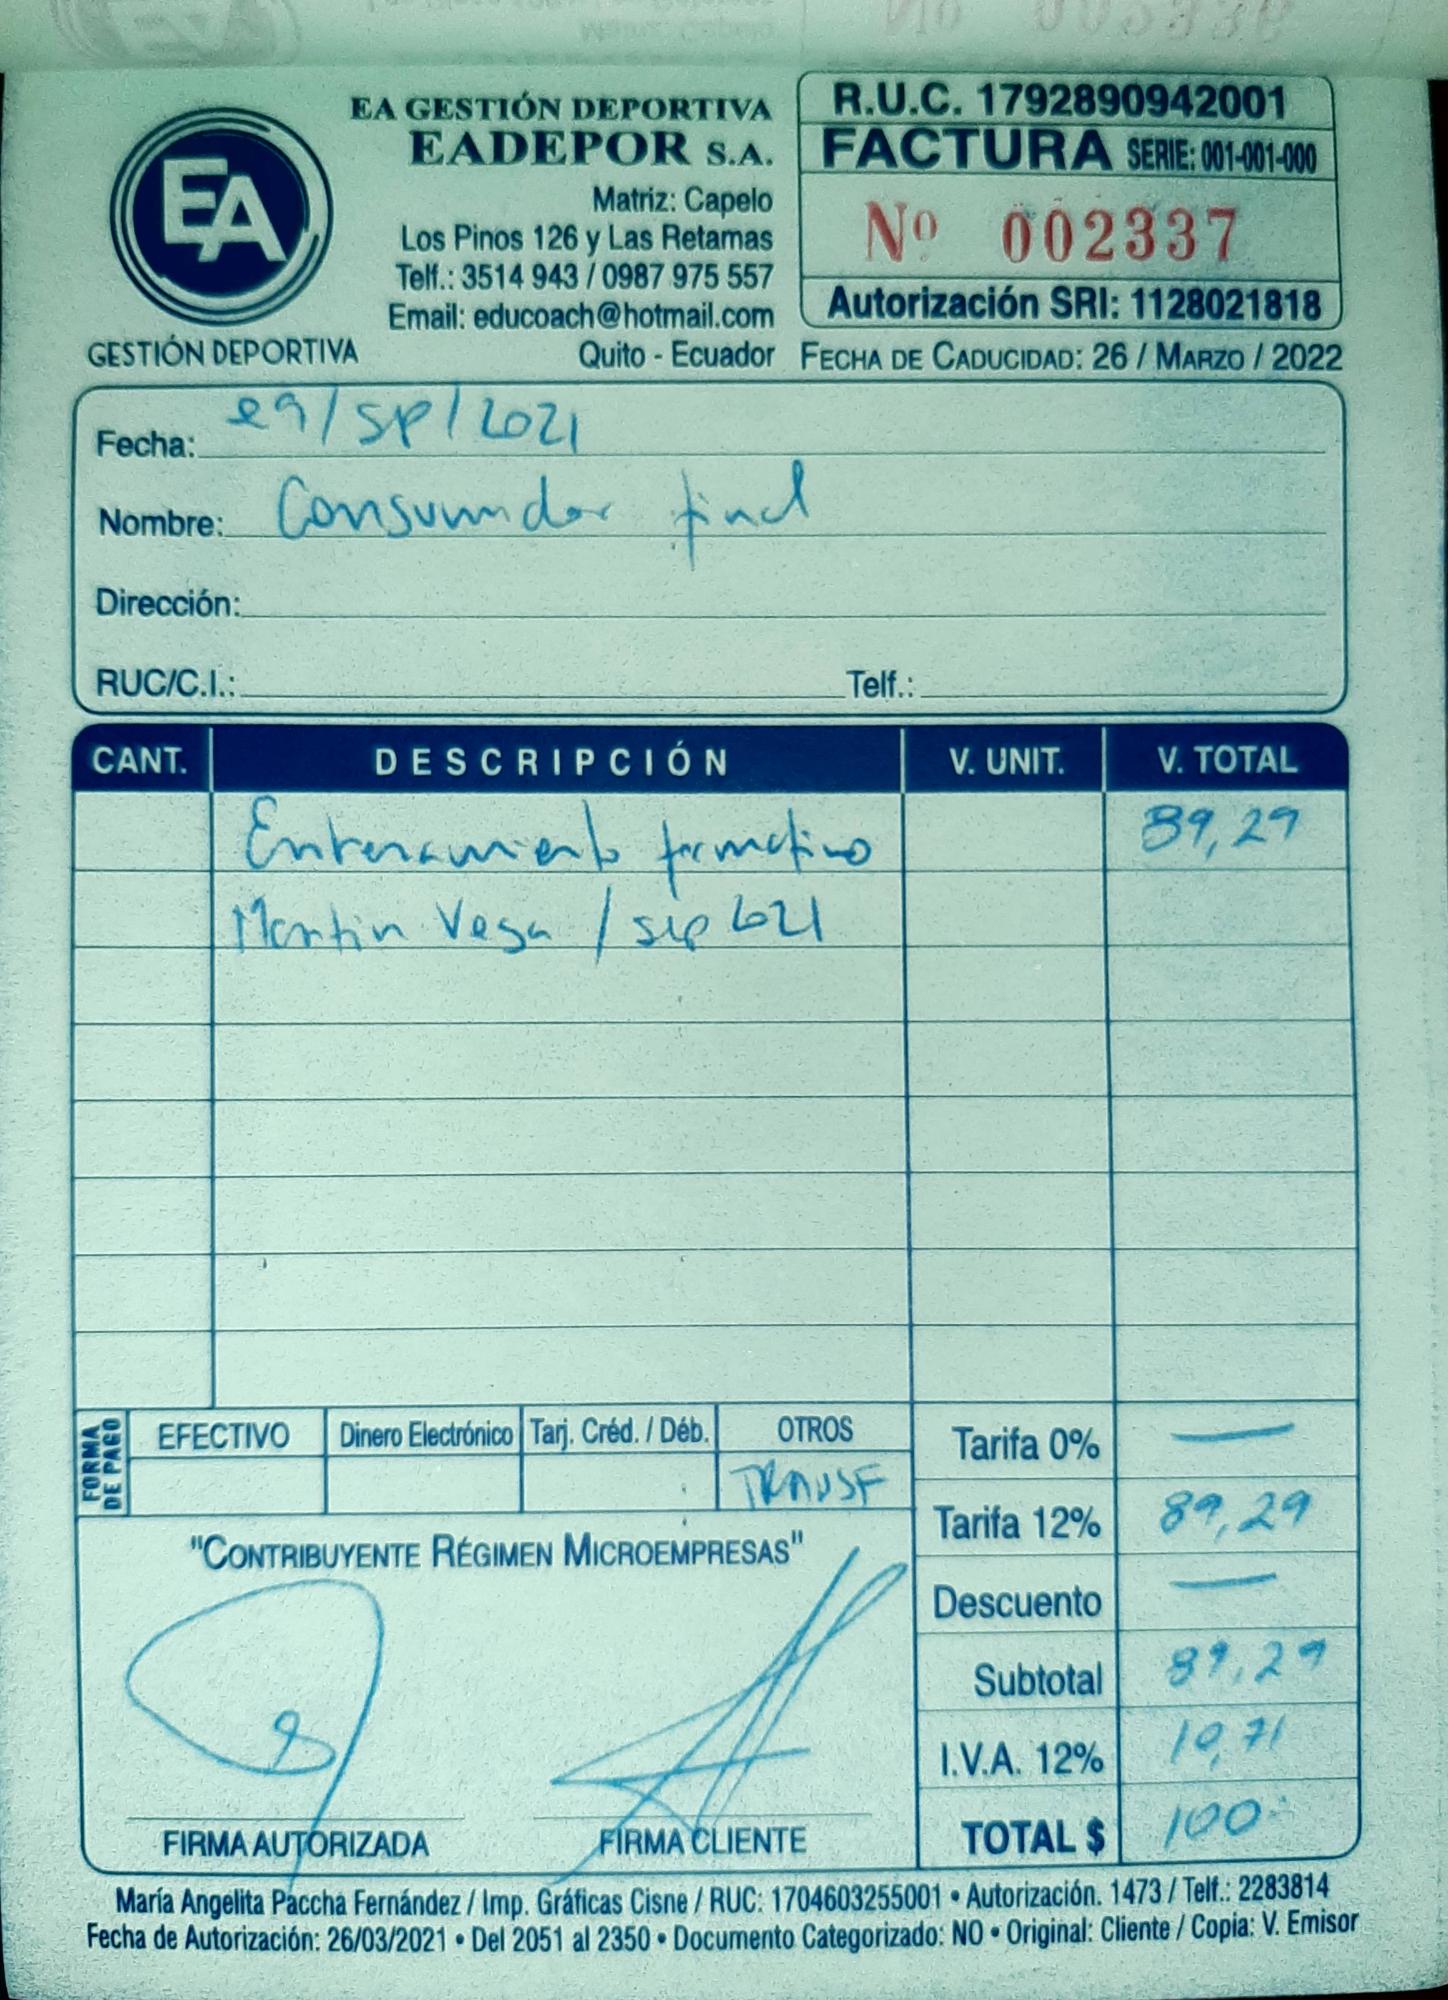 EA GESTIÓN DEPORTIVA
EADEPOR S.A.
Matriz: Capelo
Los Pinos 126 y Las Retamas
Telf.: 3514 943 / 0987 975 557
Email: educoach@hotmail.com
Quito - Ecuador
EA
GESTIÓN DEPORTIVA
R.U.C. 1792890942001
FACTURA SERIE: 001-001-000
Nº 002337
Autorización SRI: 1128021818
FECHA DE CADUCIDAD: 26 / MARZO / 2022
Fecha: 29/sep/2021
Nombre: Consumidor final
Dirección:
RUC/C.I.: Telf.:
CANT. DESCRIPCIÓN V. UNIT. V. TOTAL
Entrenamiento formativo 89,29
Martin Vega / sep 2021
FORMA DE PAGO
EFECTIVO Dinero Electrónico Tarj. Créd. / Déb. OTROS
TRANSF
Tarifa 0% —
Tarifa 12% 89,29
Descuento —
Subtotal 89,29
I.V.A. 12% 10,71
TOTAL $ 100
"CONTRIBUYENTE RÉGIMEN MICROEMPRESAS"
FIRMA AUTORIZADA FIRMA CLIENTE
María Angelita Paccha Fernández / Imp. Gráficas Cisne / RUC: 1704603255001 • Autorización. 1473 / Telf.: 2283814
Fecha de Autorización: 26/03/2021 • Del 2051 al 2350 • Documento Categorizado: NO • Original: Cliente / Copia: V. Emisor